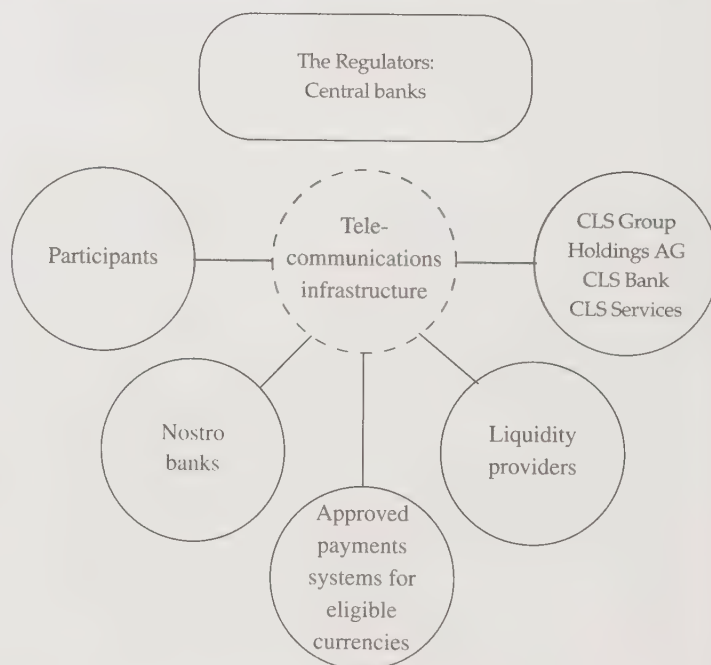 The Regulators:
Central banks
Participants
Tele-
communications
infrastructure
CLS Group
Holdings AG
CLS Bank
CLS Services
Nostro
banks
Liquidity
providers
Approved
payments
systems for
eligible
currencies